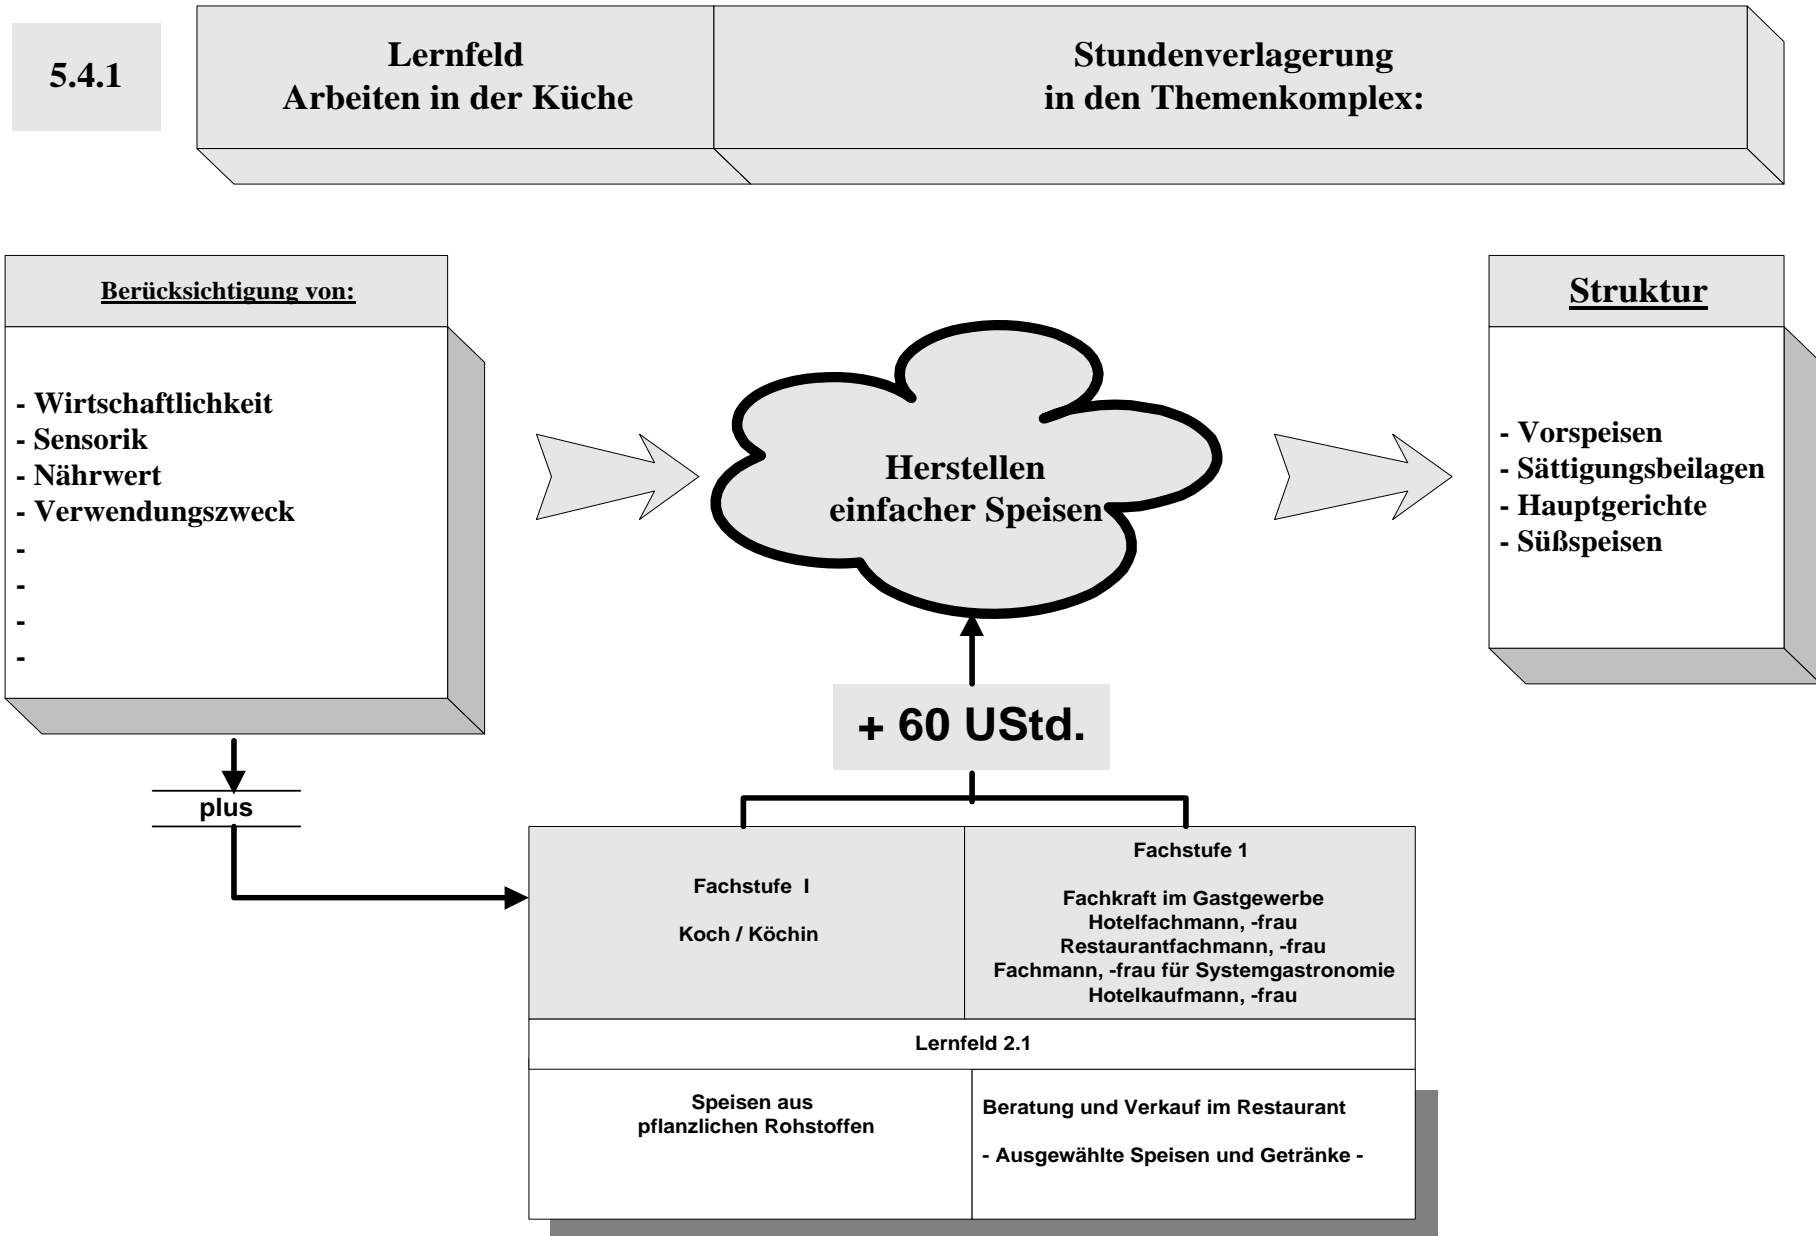 5.4.1
Lernfeld
Arbeiten in der Küche
Stundenverlagerung
in den Themenkomplex:
Berücksichtigung von:
- Wirtschaftlichkeit
- Sensorik
- Nährwert
- Verwendungszweck
-
-
-
-
Herstellen
einfacher Speisen
Struktur
- Vorspeisen
- Sättigungsbeilagen
- Hauptgerichte
- Süßspeisen
+ 60 UStd.
plus
Fachstufe I
Koch / Köchin
Fachstufe 1
Fachkraft im Gastgewerbe
Hotelfachmann, -frau
Restaurantfachmann, -frau
Fachmann, -frau für Systemgastronomie
Hotelkaufmann, -frau
Lernfeld 2.1
Speisen aus
pflanzlichen Rohstoffen
Beratung und Verkauf im Restaurant
- Ausgewählte Speisen und Getränke -